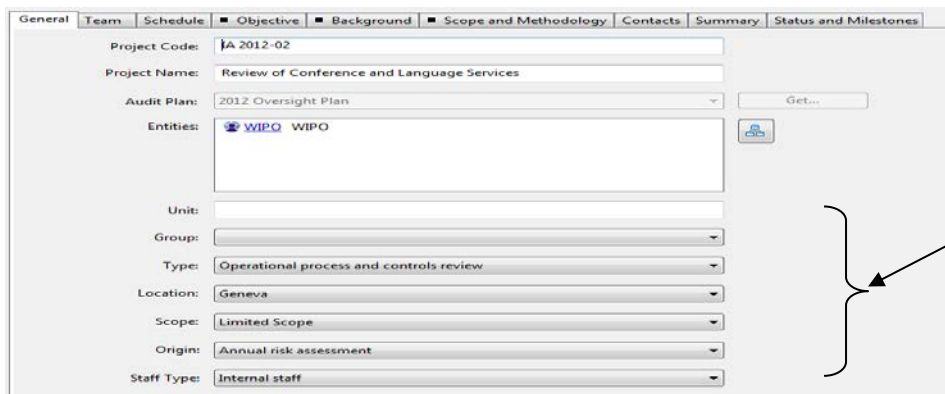 General Team Schedule Objective Background Scope and Methodology Contacts Summary Status and Milestones
Project Code: IA 2012-02
Project Name: Review of Conference and Language Services
Audit Plan: 2012 Oversight Plan Get...
Entities: WIPO WIPO
Unit:
Group:
Type: Operational process and controls review
Location: Geneva
Scope: Limited Scope
Origin: Annual risk assessment
Staff Type: Internal staff